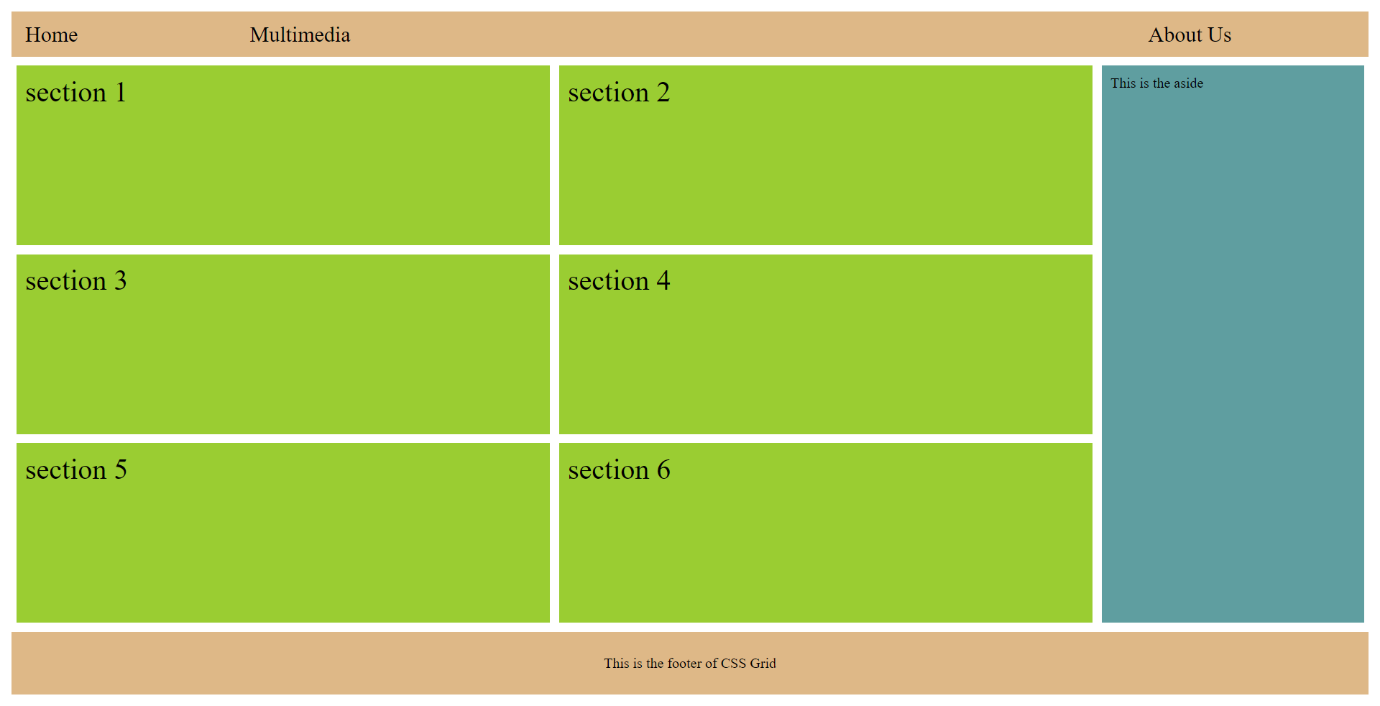 Home Multimedia About Us
section 1
section 2
This is the aside
section 3
section 4
section 5
section 6
This is the footer of CSS Grid